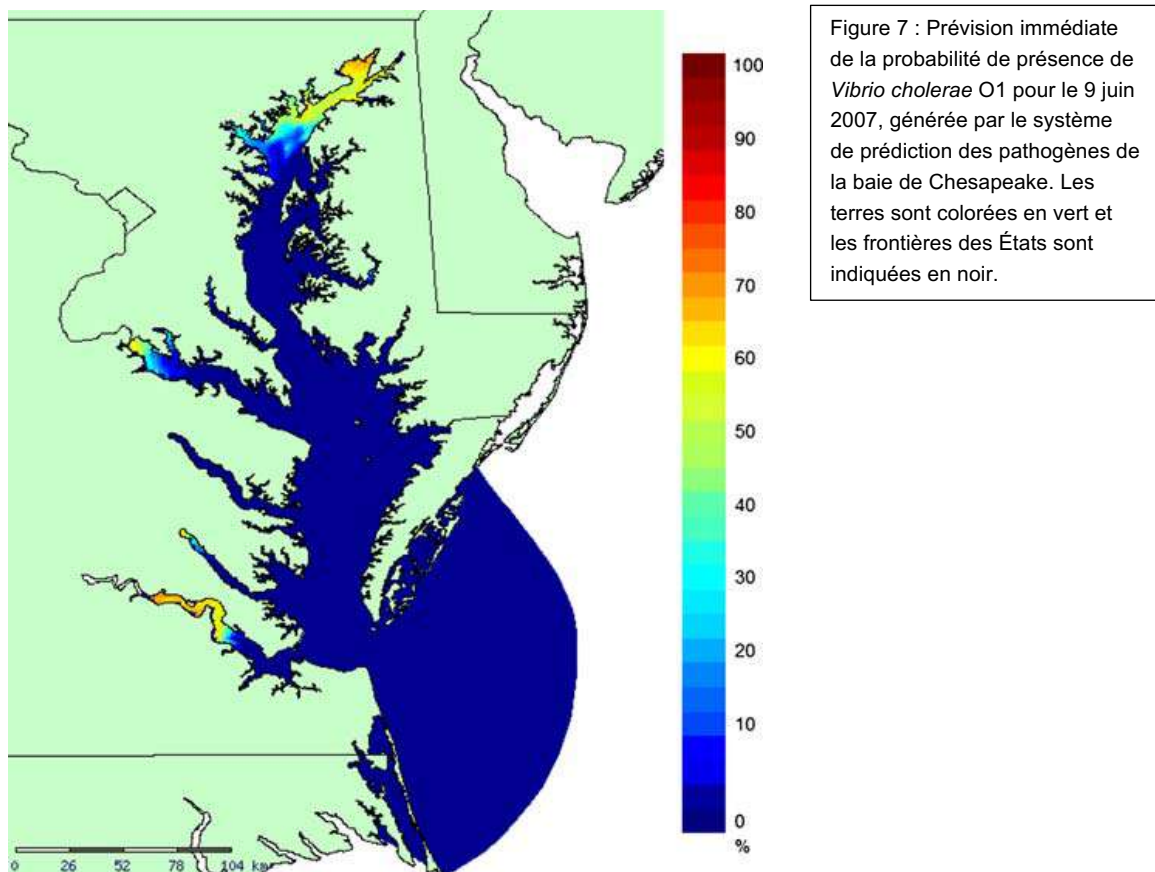 100
90
80
70
60
50
40
30
20
10
0
%
0 26 52 78 104 km
Figure 7 : Prévision immédiate
de la probabilité de présence de
Vibrio cholerae O1 pour le 9 juin
2007, générée par le système
de prédiction des pathogènes de
la baie de Chesapeake. Les
terres sont colorées en vert et
les frontières des États sont
indiquées en noir.